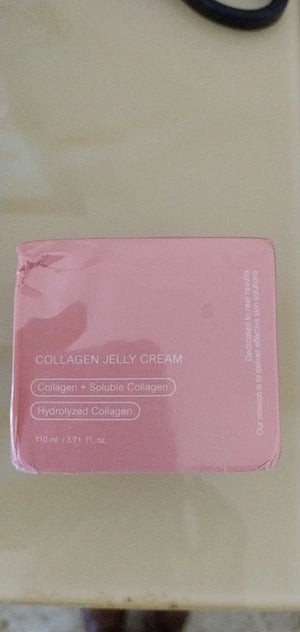 COLLAGEN JELLY CREAM
Collagen + Soluble Collagen
Hydrolyzed Collagen
110 ml / 3.71 fl. oz.
Dedicated to real results
Our mission is to deliver effective skin solutions